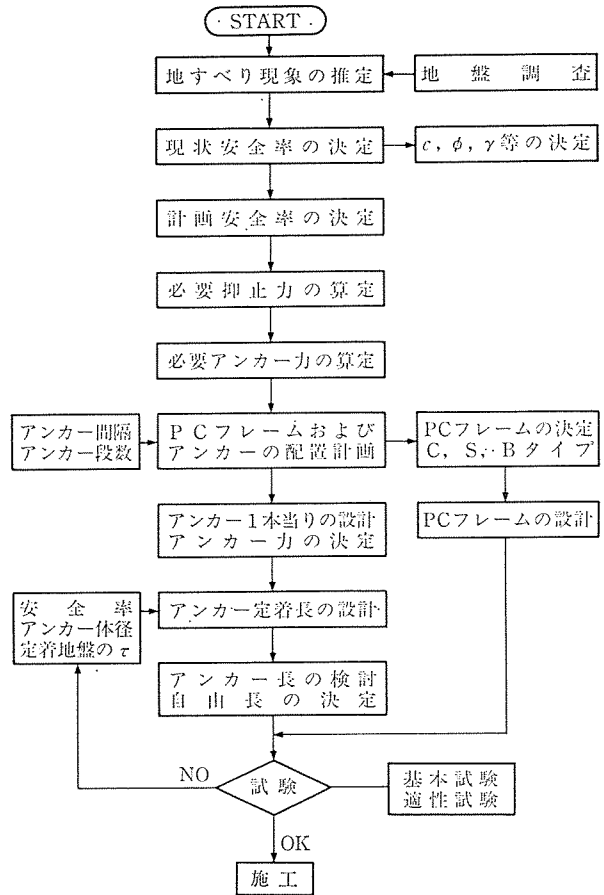 START
地すべり現象の推定
地盤調査
現状安全率の決定
c, φ, γ等の決定
計画安全率の決定
必要抑止力の算定
必要アンカー力の算定
アンカー間隔
アンカー段数
PCフレームおよび
アンカーの配置計画
PCフレームの決定
C, S, Bタイプ
アンカー1本当りの設計
アンカー力の決定
PCフレームの設計
安全率
アンカー体径
定着地盤のτ
アンカー定着長の設計
アンカー長の検討
自由長の決定
NO
試験
基本試験
適性試験
OK
施工